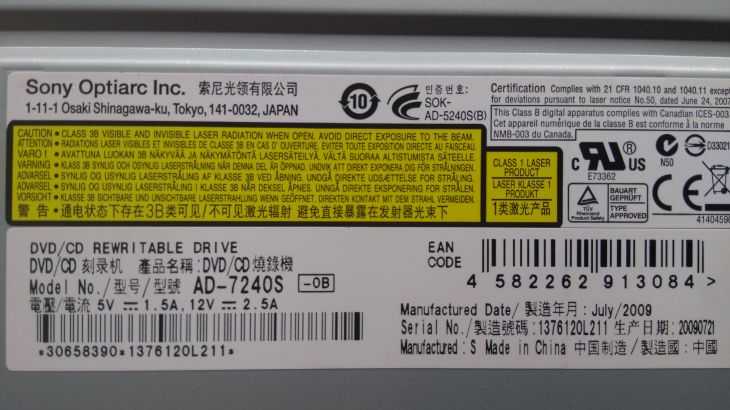 Sony Optiarc Inc. 索尼光领有限公司
1-11-1 Osaki Shinagawa-ku, Tokyo, 141-0032, JAPAN
10
인증 번호:
SOK-
AD-5240S(B)
Certification Complies with 21 CFR 1040.10 and 1040.11 except
for deviations pursuant to laser notice No.50, dated June 24, 2007
This Class B digital apparatus complies with Canadian ICES-003
Cet appareil numérique de la classe B est conforme à la norme
NMB-003 du Canada.
CAUTION • CLASS 3B VISIBLE AND INVISIBLE LASER RADIATION WHEN OPEN. AVOID DIRECT EXPOSURE TO THE BEAM.
ATTENTION • RADIATIONS LASER VISIBLES ET INVISIBLES DE CLASSE 3B EN CAS D' OUVERTURE. EVITER TOUTE EXPOSITION DIRECTE AU FAISCEAU.
VARO ! • AVATTUNA LUOKAN 3B NÄKYVÄÄ JA NÄKYMÄTÖNTÄ LASERSÄTEILYÄ. VÄLTÄ SUORAA ALTISTUMISTA SÄTEELLE.
VARNING • KLASS 3B SYNLIG OCH OSYNLIG LASERSTRÅLNING NÄR DENNA DEL ÄR ÖPPNAD. UNDVIK ATT DIREKT EXPONERA DIG FÖR STRÅLNINGEN.
ADVARSEL • SYNLIG OG USYNLIG LASERSTRÅLING AF KLASSE 3B VED ÅBNING. UNDGÅ DIREKTE UDSÆTTELSE FOR STRÅLING.
ADVARSEL • SYNLIG OG USYNLIG LASERSTRÅLING I KLASSE 3B NÅR DEKSEL ÅPNES. UNNGÅ DIREKTE EKSPONERING FOR STRÅLEN.
VORSICHT • KLASSE 3B SICHTBARE UND UNSICHTBARE LASERSTRAHLUNG WENN GEÖFFNET. DIREKTEN KONTAKT MIT DEM STRAHL VERMEIDEN.
警告 • 通电状态下存在3B类可见/不可见激光辐射 避免直接暴露在发射器光束下
CLASS 1 LASER
PRODUCT
LASER KLASSE 1
PRODUKT
1类激光产品
c UL US
E73362
N50
D33021
TÜV
Rheinland
Product Safety
BAUART
GEPRÜFT
TYPE
APPROVED
CE
4140459
DVD/CD REWRITABLE DRIVE
DVD/CD 刻录机 產品名稱:DVD/CD燒錄機
Model No./型号/型號 AD-7240S -0B
電壓/電流 5V ⎓ 1.5A, 12V ⎓ 2.5A
*30658390*1376120L211*
EAN
CODE
4 582262 913084 >
Manufactured Date/ 製造年月: July/2009
Serial No./製造號碼:1376120L211 生产日期:20090721
Manufactured: S Made in China 中国制造/製造國:中國